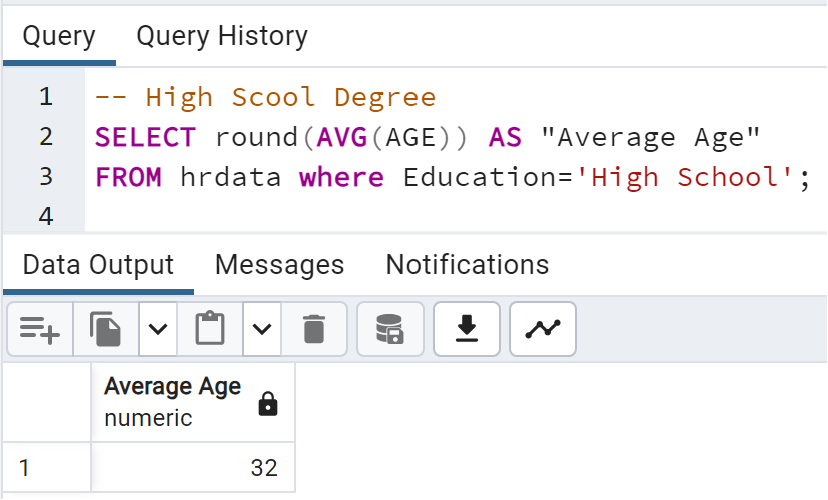 Query Query History
1 -- High Scool Degree
2 SELECT round(AVG(AGE)) AS "Average Age"
3 FROM hrdata where Education='High School';
4
Data Output Messages Notifications
Average Age
numeric
1 32